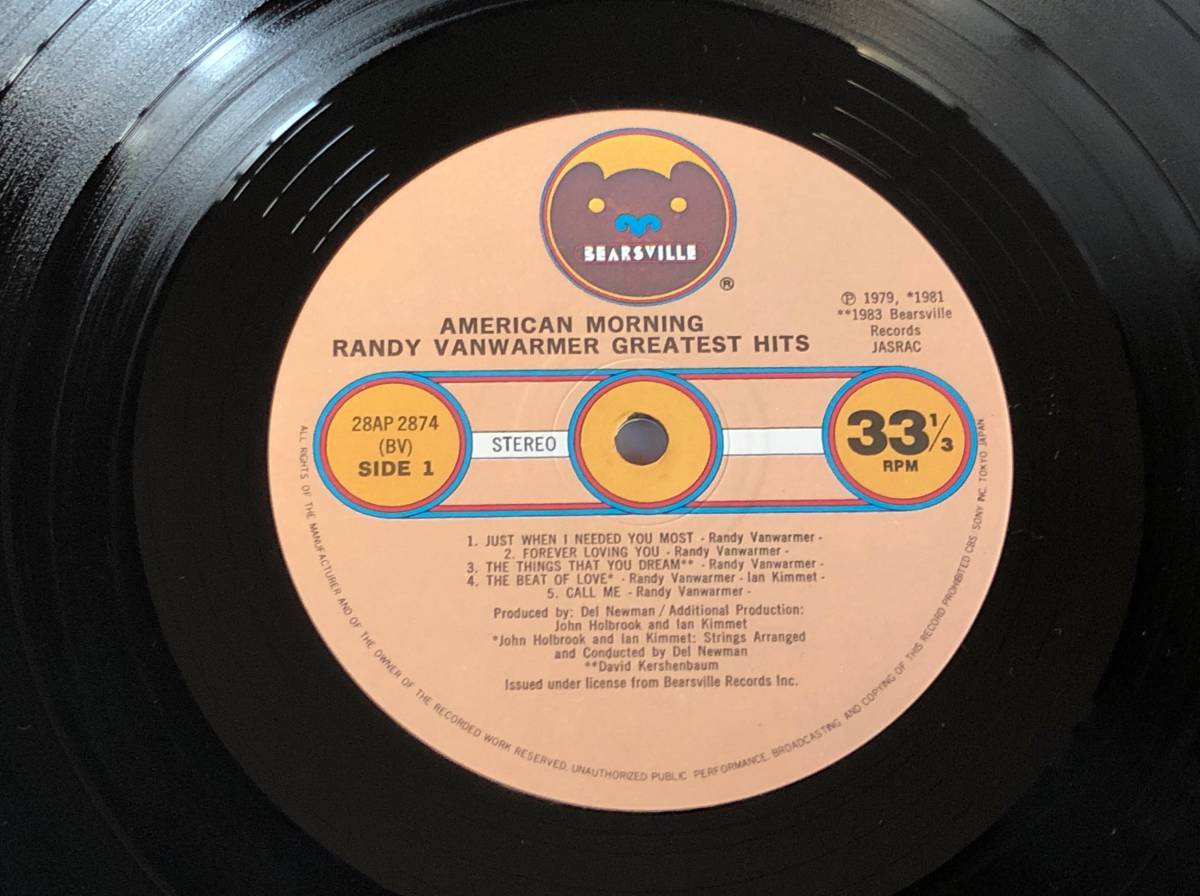 BEARSVILLE
®
℗ 1979, *1981
**1983 Bearsville
Records
JASRAC
AMERICAN MORNING
RANDY VANWARMER GREATEST HITS
28AP 2874
(BV)
SIDE 1
STEREO
33 1/3
RPM
1. JUST WHEN I NEEDED YOU MOST - Randy Vanwarmer -
2. FOREVER LOVING YOU - Randy Vanwarmer -
3. THE THINGS THAT YOU DREAM** - Randy Vanwarmer -
4. THE BEAT OF LOVE* - Randy Vanwarmer - Ian Kimmet -
5. CALL ME - Randy Vanwarmer -
Produced by: Del Newman / Additional Production:
John Holbrook and Ian Kimmet
*John Holbrook and Ian Kimmet: Strings Arranged
and Conducted by Del Newman
**David Kershenbaum
Issued under license from Bearsville Records Inc.
ALL RIGHTS OF THE MANUFACTURER AND OF THE OWNER OF THE RECORDED WORK RESERVED. UNAUTHORIZED PUBLIC PERFORMANCE. BROADCASTING AND COPYING OF THIS RECORD PROHIBITED CBS/SONY INC. TOKYO JAPAN